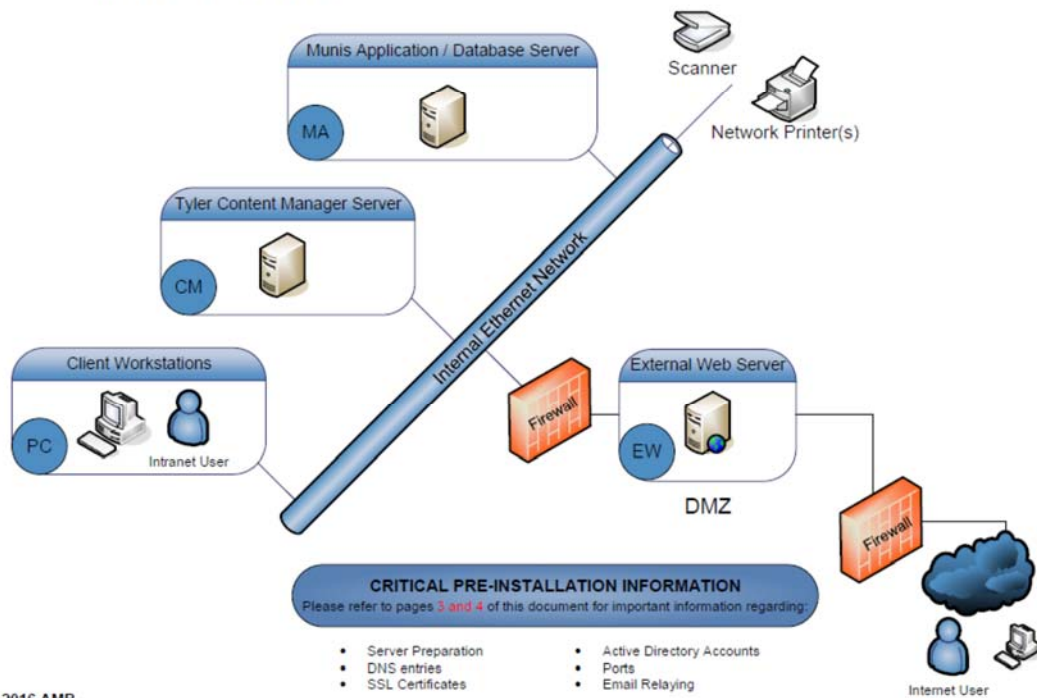 Munis Application / Database Server
MA
Scanner
Network Printer(s)
Tyler Content Manager Server
CM
Internal Ethernet Network
Client Workstations
PC
Intranet User
Firewall
External Web Server
EW
DMZ
Firewall
CRITICAL PRE-INSTALLATION INFORMATION
Please refer to pages 3 and 4 of this document for important information regarding:
• Server Preparation
• DNS entries
• SSL Certificates
• Active Directory Accounts
• Ports
• Email Relaying
Internet User